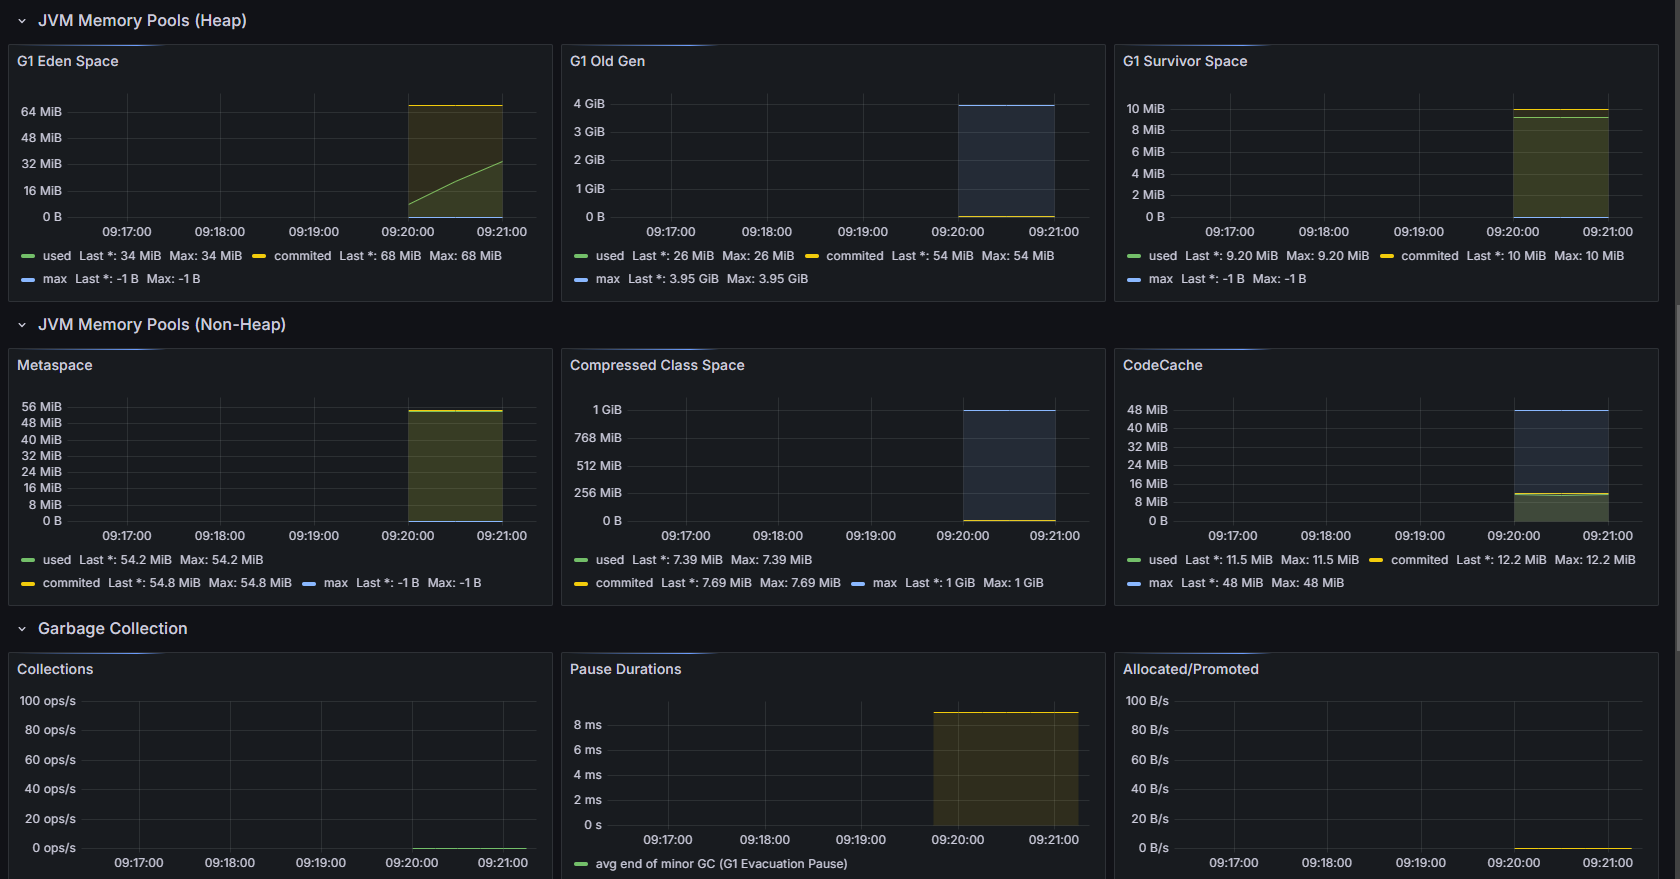 JVM Memory Pools (Heap)
G1 Eden Space
64 MiB
48 MiB
32 MiB
16 MiB
0 B
09:17:00 09:18:00 09:19:00 09:20:00 09:21:00
used Last *: 34 MiB Max: 34 MiB commited Last *: 68 MiB Max: 68 MiB
max Last *: -1 B Max: -1 B
G1 Old Gen
4 GiB
3 GiB
2 GiB
1 GiB
0 B
09:17:00 09:18:00 09:19:00 09:20:00 09:21:00
used Last *: 26 MiB Max: 26 MiB commited Last *: 54 MiB Max: 54 MiB
max Last *: 3.95 GiB Max: 3.95 GiB
G1 Survivor Space
10 MiB
8 MiB
6 MiB
4 MiB
2 MiB
0 B
09:17:00 09:18:00 09:19:00 09:20:00 09:21:00
used Last *: 9.20 MiB Max: 9.20 MiB commited Last *: 10 MiB Max: 10 MiB
max Last *: -1 B Max: -1 B
JVM Memory Pools (Non-Heap)
Metaspace
56 MiB
48 MiB
40 MiB
32 MiB
24 MiB
16 MiB
8 MiB
0 B
09:17:00 09:18:00 09:19:00 09:20:00 09:21:00
used Last *: 54.2 MiB Max: 54.2 MiB
commited Last *: 54.8 MiB Max: 54.8 MiB max Last *: -1 B Max: -1 B
Compressed Class Space
1 GiB
768 MiB
512 MiB
256 MiB
0 B
09:17:00 09:18:00 09:19:00 09:20:00 09:21:00
used Last *: 7.39 MiB Max: 7.39 MiB
commited Last *: 7.69 MiB Max: 7.69 MiB max Last *: 1 GiB Max: 1 GiB
CodeCache
48 MiB
40 MiB
32 MiB
24 MiB
16 MiB
8 MiB
0 B
09:17:00 09:18:00 09:19:00 09:20:00 09:21:00
used Last *: 11.5 MiB Max: 11.5 MiB commited Last *: 12.2 MiB Max: 12.2 MiB
max Last *: 48 MiB Max: 48 MiB
Garbage Collection
Collections
100 ops/s
80 ops/s
60 ops/s
40 ops/s
20 ops/s
0 ops/s
09:17:00 09:18:00 09:19:00 09:20:00 09:21:00
Pause Durations
8 ms
6 ms
4 ms
2 ms
0 s
09:17:00 09:18:00 09:19:00 09:20:00 09:21:00
avg end of minor GC (G1 Evacuation Pause)
Allocated/Promoted
100 B/s
80 B/s
60 B/s
40 B/s
20 B/s
0 B/s
09:17:00 09:18:00 09:19:00 09:20:00 09:21:00